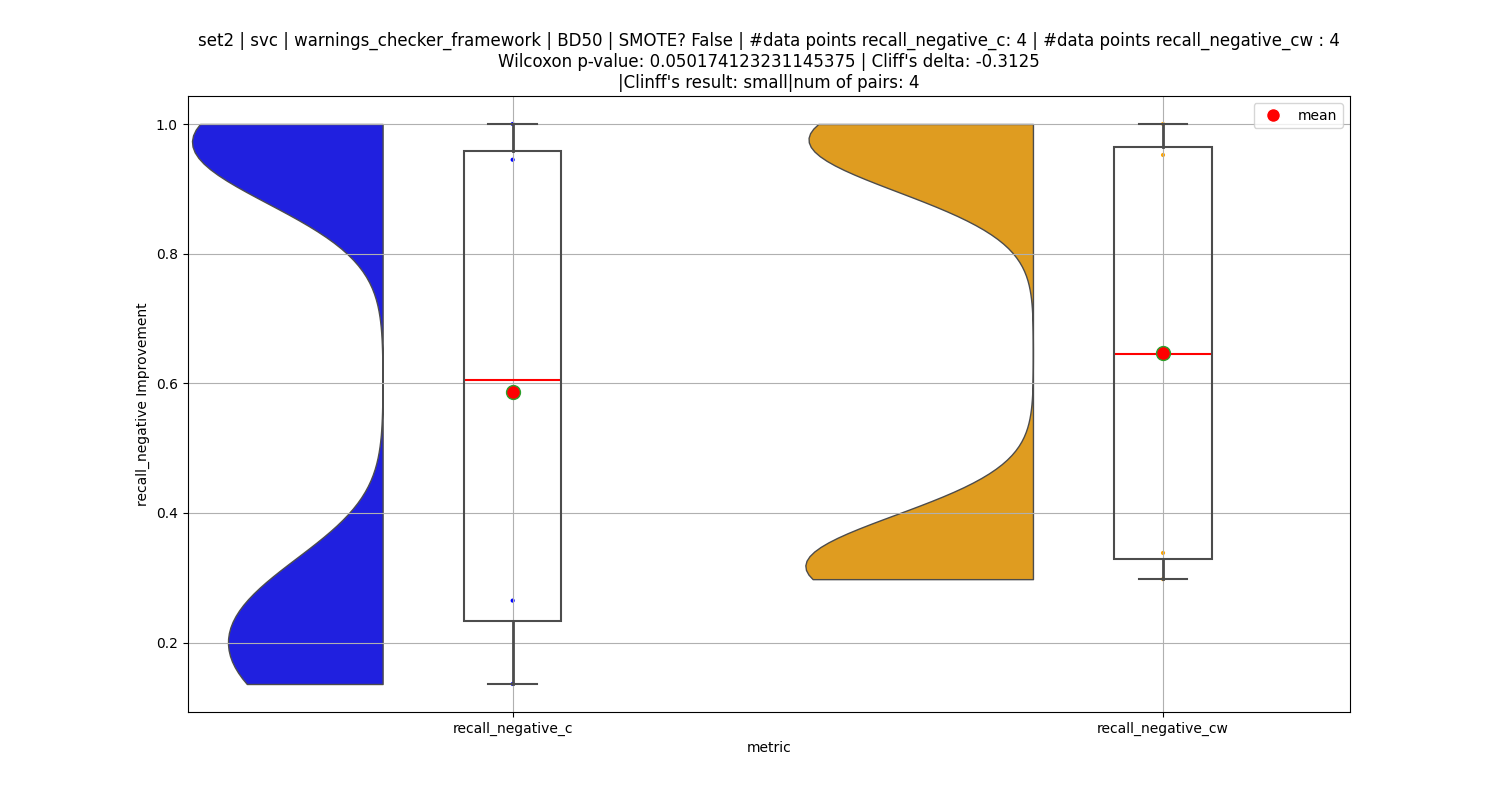 set2 | svc | warnings_checker_framework | BD50 | SMOTE? False | #data points recall_negative_c: 4 | #data points recall_negative_cw : 4
Wilcoxon p-value: 0.050174123231145375 | Cliff's delta: -0.3125
|Clinff's result: small|num of pairs: 4
mean
1.0
0.8
0.6
0.4
0.2
recall_negative Improvement
recall_negative_c
recall_negative_cw
metric